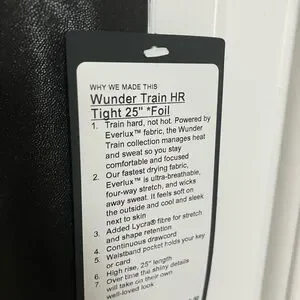 WHY WE MADE THIS
Wunder Train HR
Tight 25" *Foil
1. Train hard, not hot. Powered by
Everlux™ fabric, the Wunder
Train collection manages heat
and sweat so you stay
comfortable and focused
2. Our fastest drying fabric,
Everlux™ is ultra-breathable,
four-way stretch, and wicks
away sweat. It feels soft on
the outside and cool and sleek
next to skin
3. Added Lycra® fibre for stretch
and shape retention
4. Continuous drawcord
5. Waistband pocket holds your key
or card
6. High rise, 25" length
7. Over time the shiny details
will take on their own
well-loved look